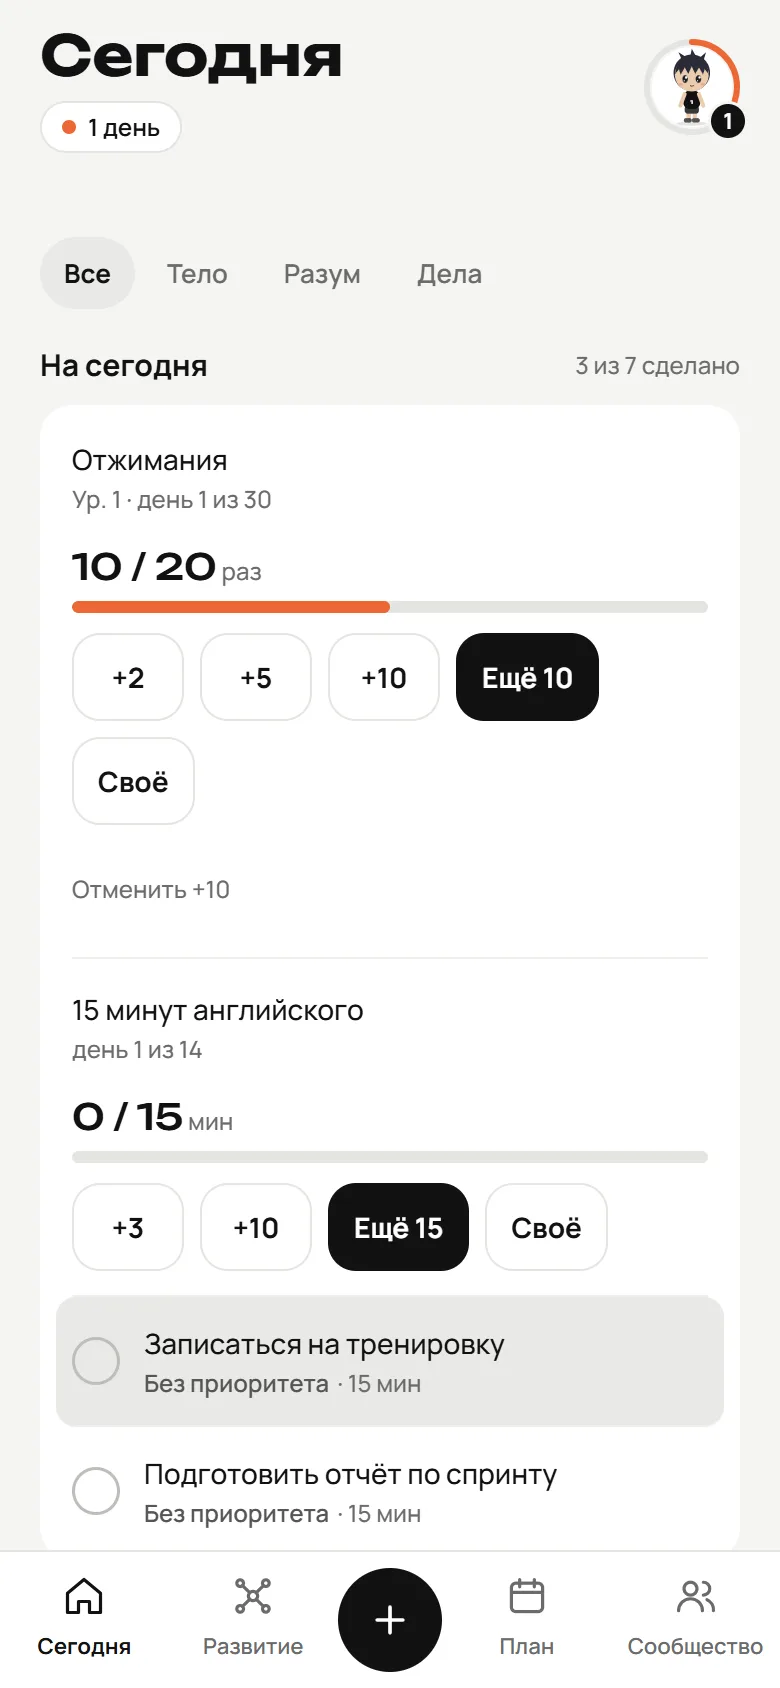 Сегодня
1 день
1
Все Тело Разум Дела
На сегодня 3 из 7 сделано
Отжимания
Ур. 1 · день 1 из 30
10 / 20 раз
+2 +5 +10 Ещё 10
Своё
Отменить +10
15 минут английского
день 1 из 14
0 / 15 мин
+3 +10 Ещё 15 Своё
Записаться на тренировку
Без приоритета · 15 мин
Подготовить отчёт по спринту
Без приоритета · 15 мин
Сегодня Развитие План Сообщество